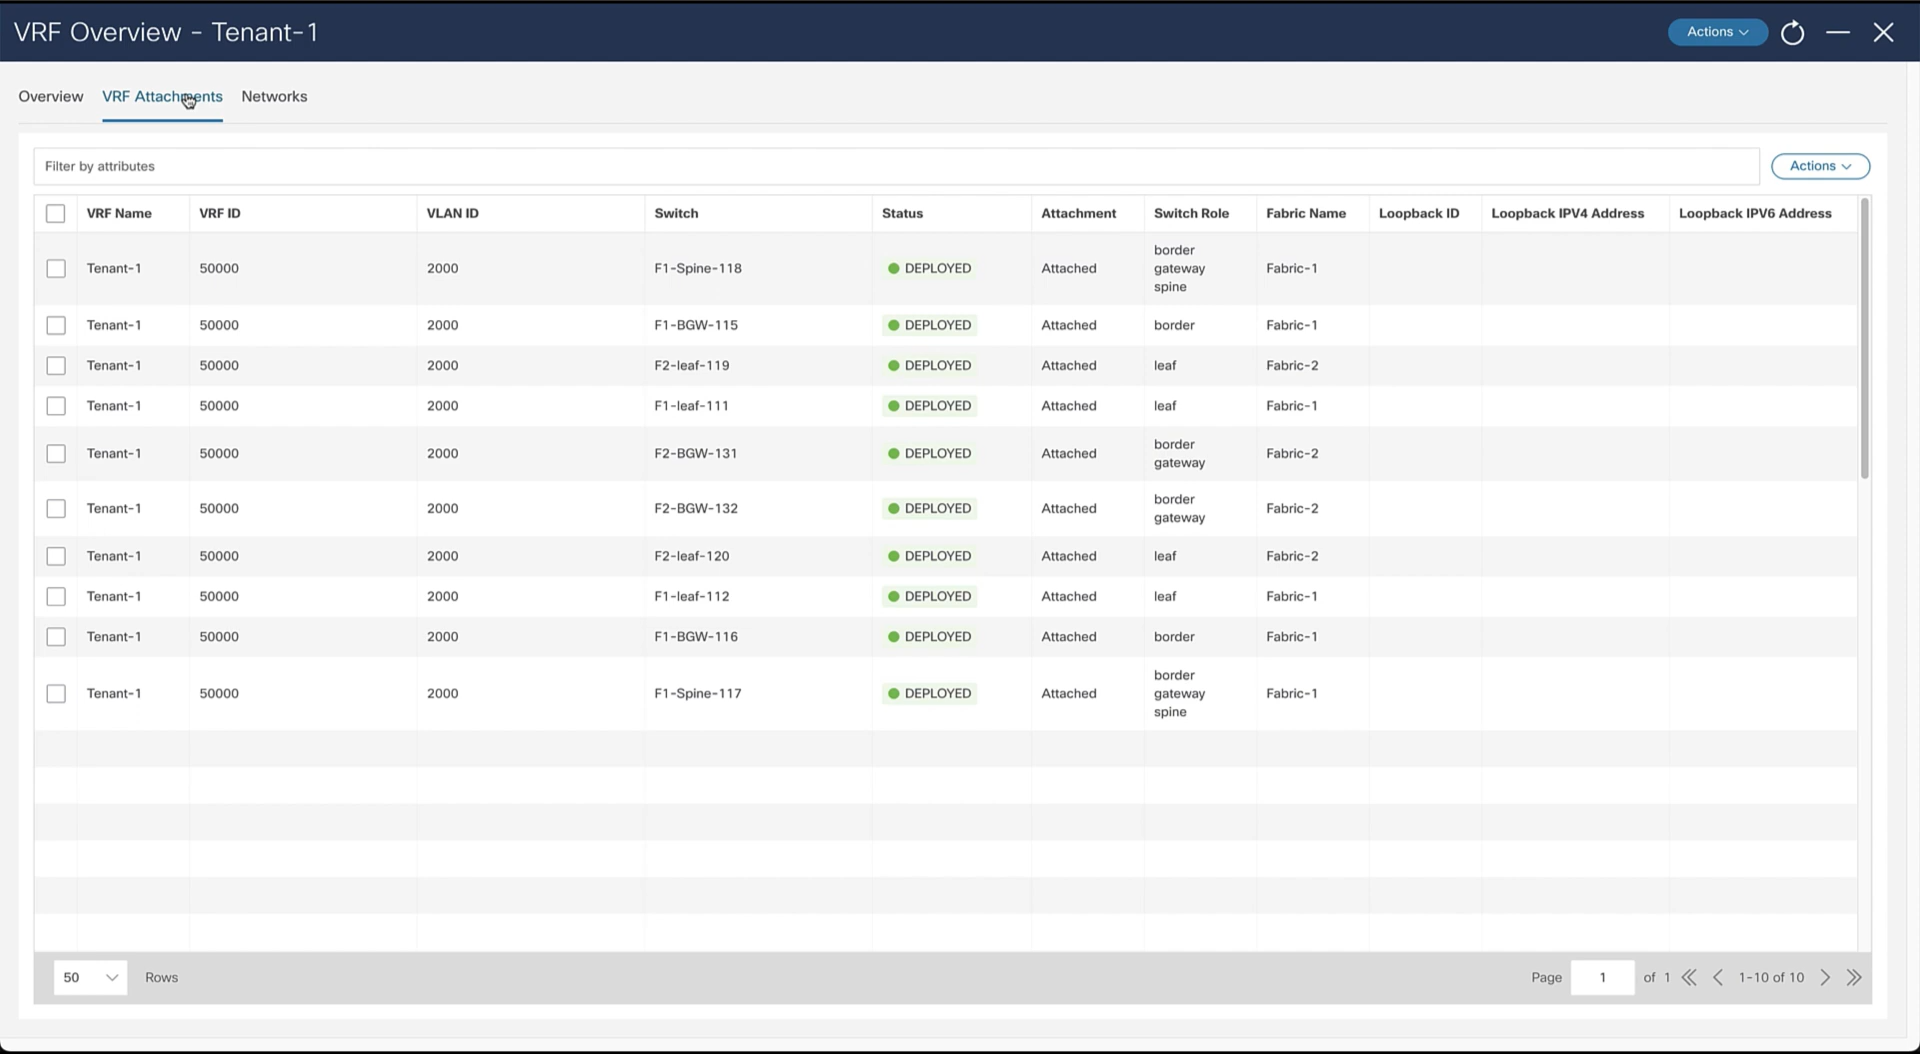 VRF Overview - Tenant-1
Actions
Overview VRF Attachments Networks
Filter by attributes
Actions
VRF Name VRF ID VLAN ID Switch Status Attachment Switch Role Fabric Name Loopback ID Loopback IPV4 Address Loopback IPV6 Address
Tenant-1 50000 2000 F1-Spine-118 DEPLOYED Attached border gateway spine Fabric-1
Tenant-1 50000 2000 F1-BGW-115 DEPLOYED Attached border Fabric-1
Tenant-1 50000 2000 F2-leaf-119 DEPLOYED Attached leaf Fabric-2
Tenant-1 50000 2000 F1-leaf-111 DEPLOYED Attached leaf Fabric-1
Tenant-1 50000 2000 F2-BGW-131 DEPLOYED Attached border gateway Fabric-2
Tenant-1 50000 2000 F2-BGW-132 DEPLOYED Attached border gateway Fabric-2
Tenant-1 50000 2000 F2-leaf-120 DEPLOYED Attached leaf Fabric-2
Tenant-1 50000 2000 F1-leaf-112 DEPLOYED Attached leaf Fabric-1
Tenant-1 50000 2000 F1-BGW-116 DEPLOYED Attached border Fabric-1
Tenant-1 50000 2000 F1-Spine-117 DEPLOYED Attached border gateway spine Fabric-1
50 Rows Page 1 of 1 1-10 of 10